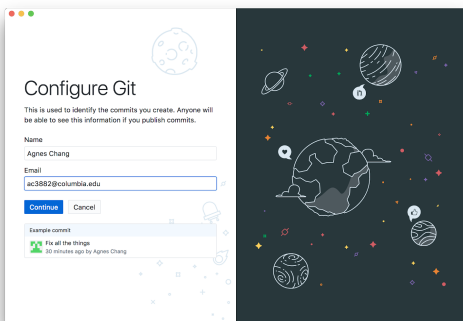 Configure Git
This is used to identify the commits you create. Anyone will
be able to see this information if you publish commits.
Name
Agnes Chang
Email
ac3882@columbia.edu
Continue Cancel
Example commit
Fix all the things
30 minutes ago by Agnes Chang